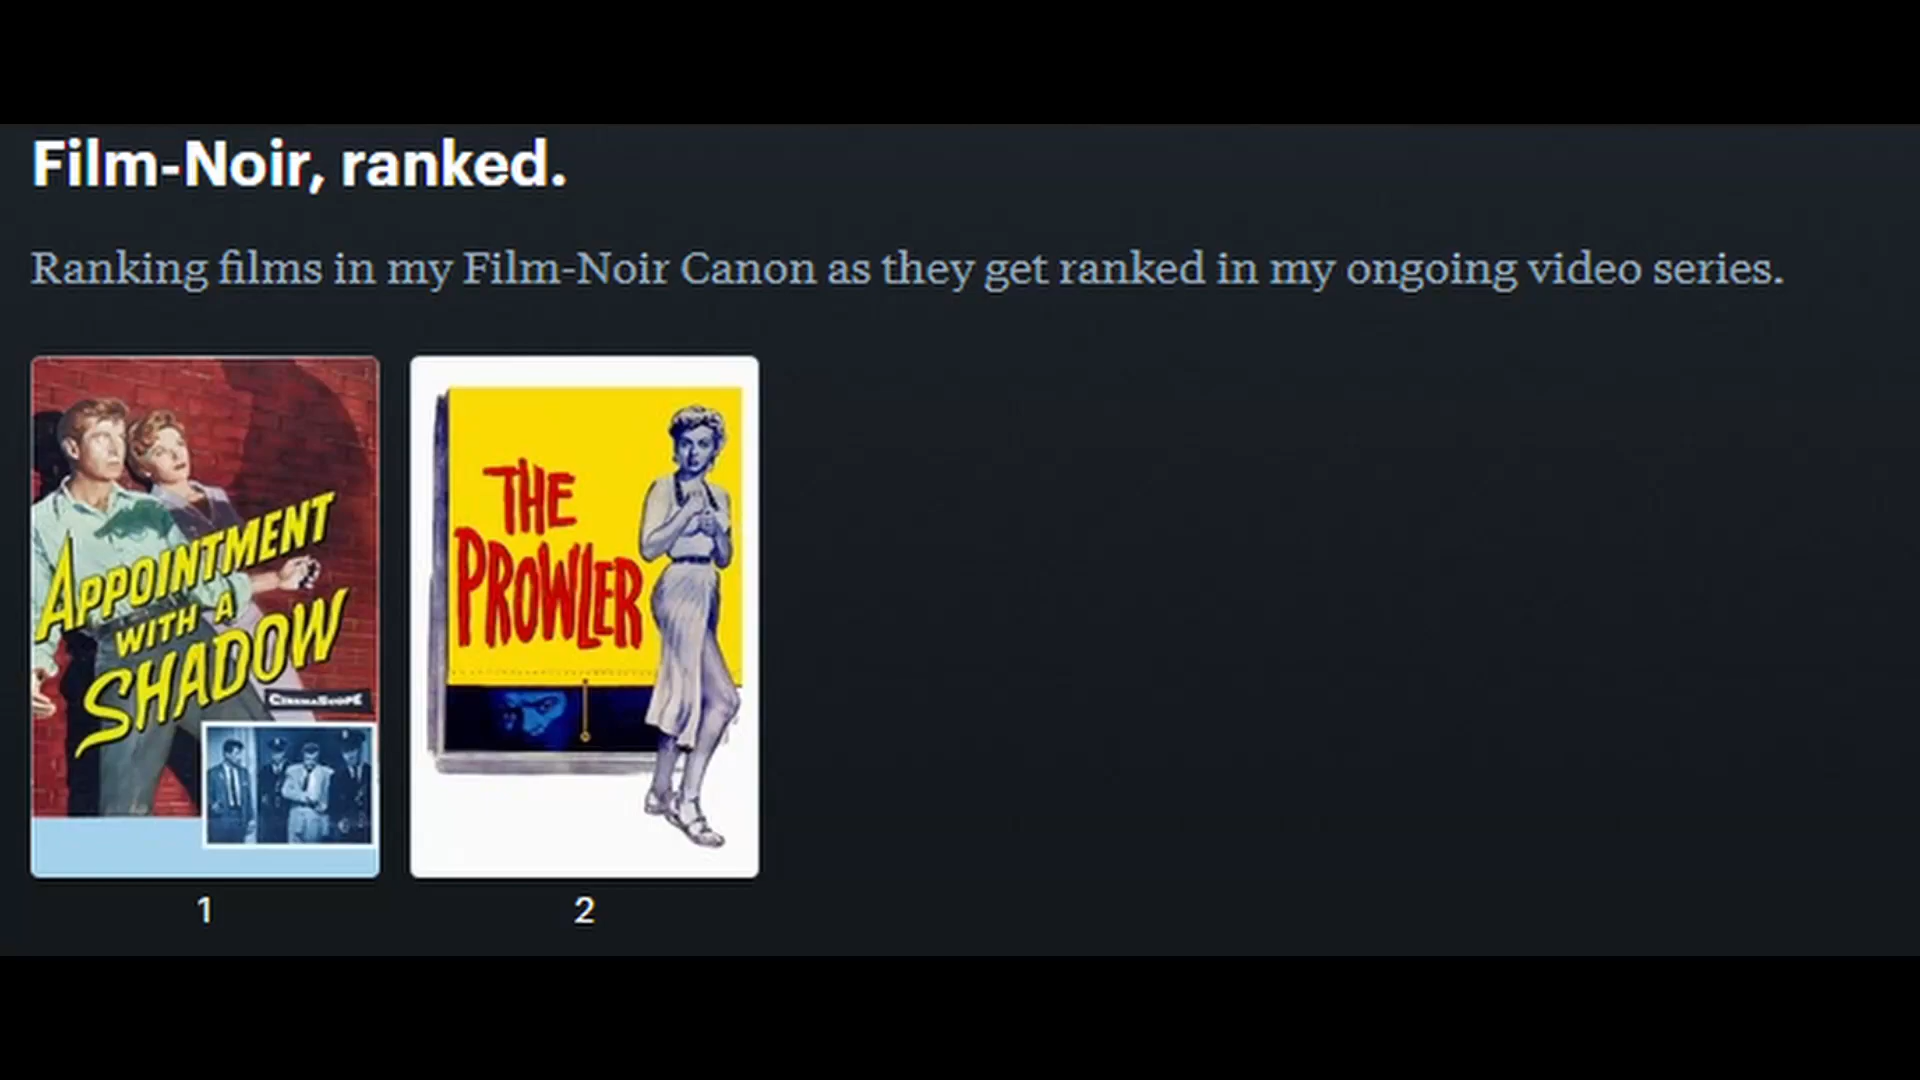 Film-Noir, ranked.
Ranking films in my Film-Noir Canon as they get ranked in my ongoing video series.
APPOINTMENT
WITH A
SHADOW
CINEMASCOPE
THE
PROWLER
1
2